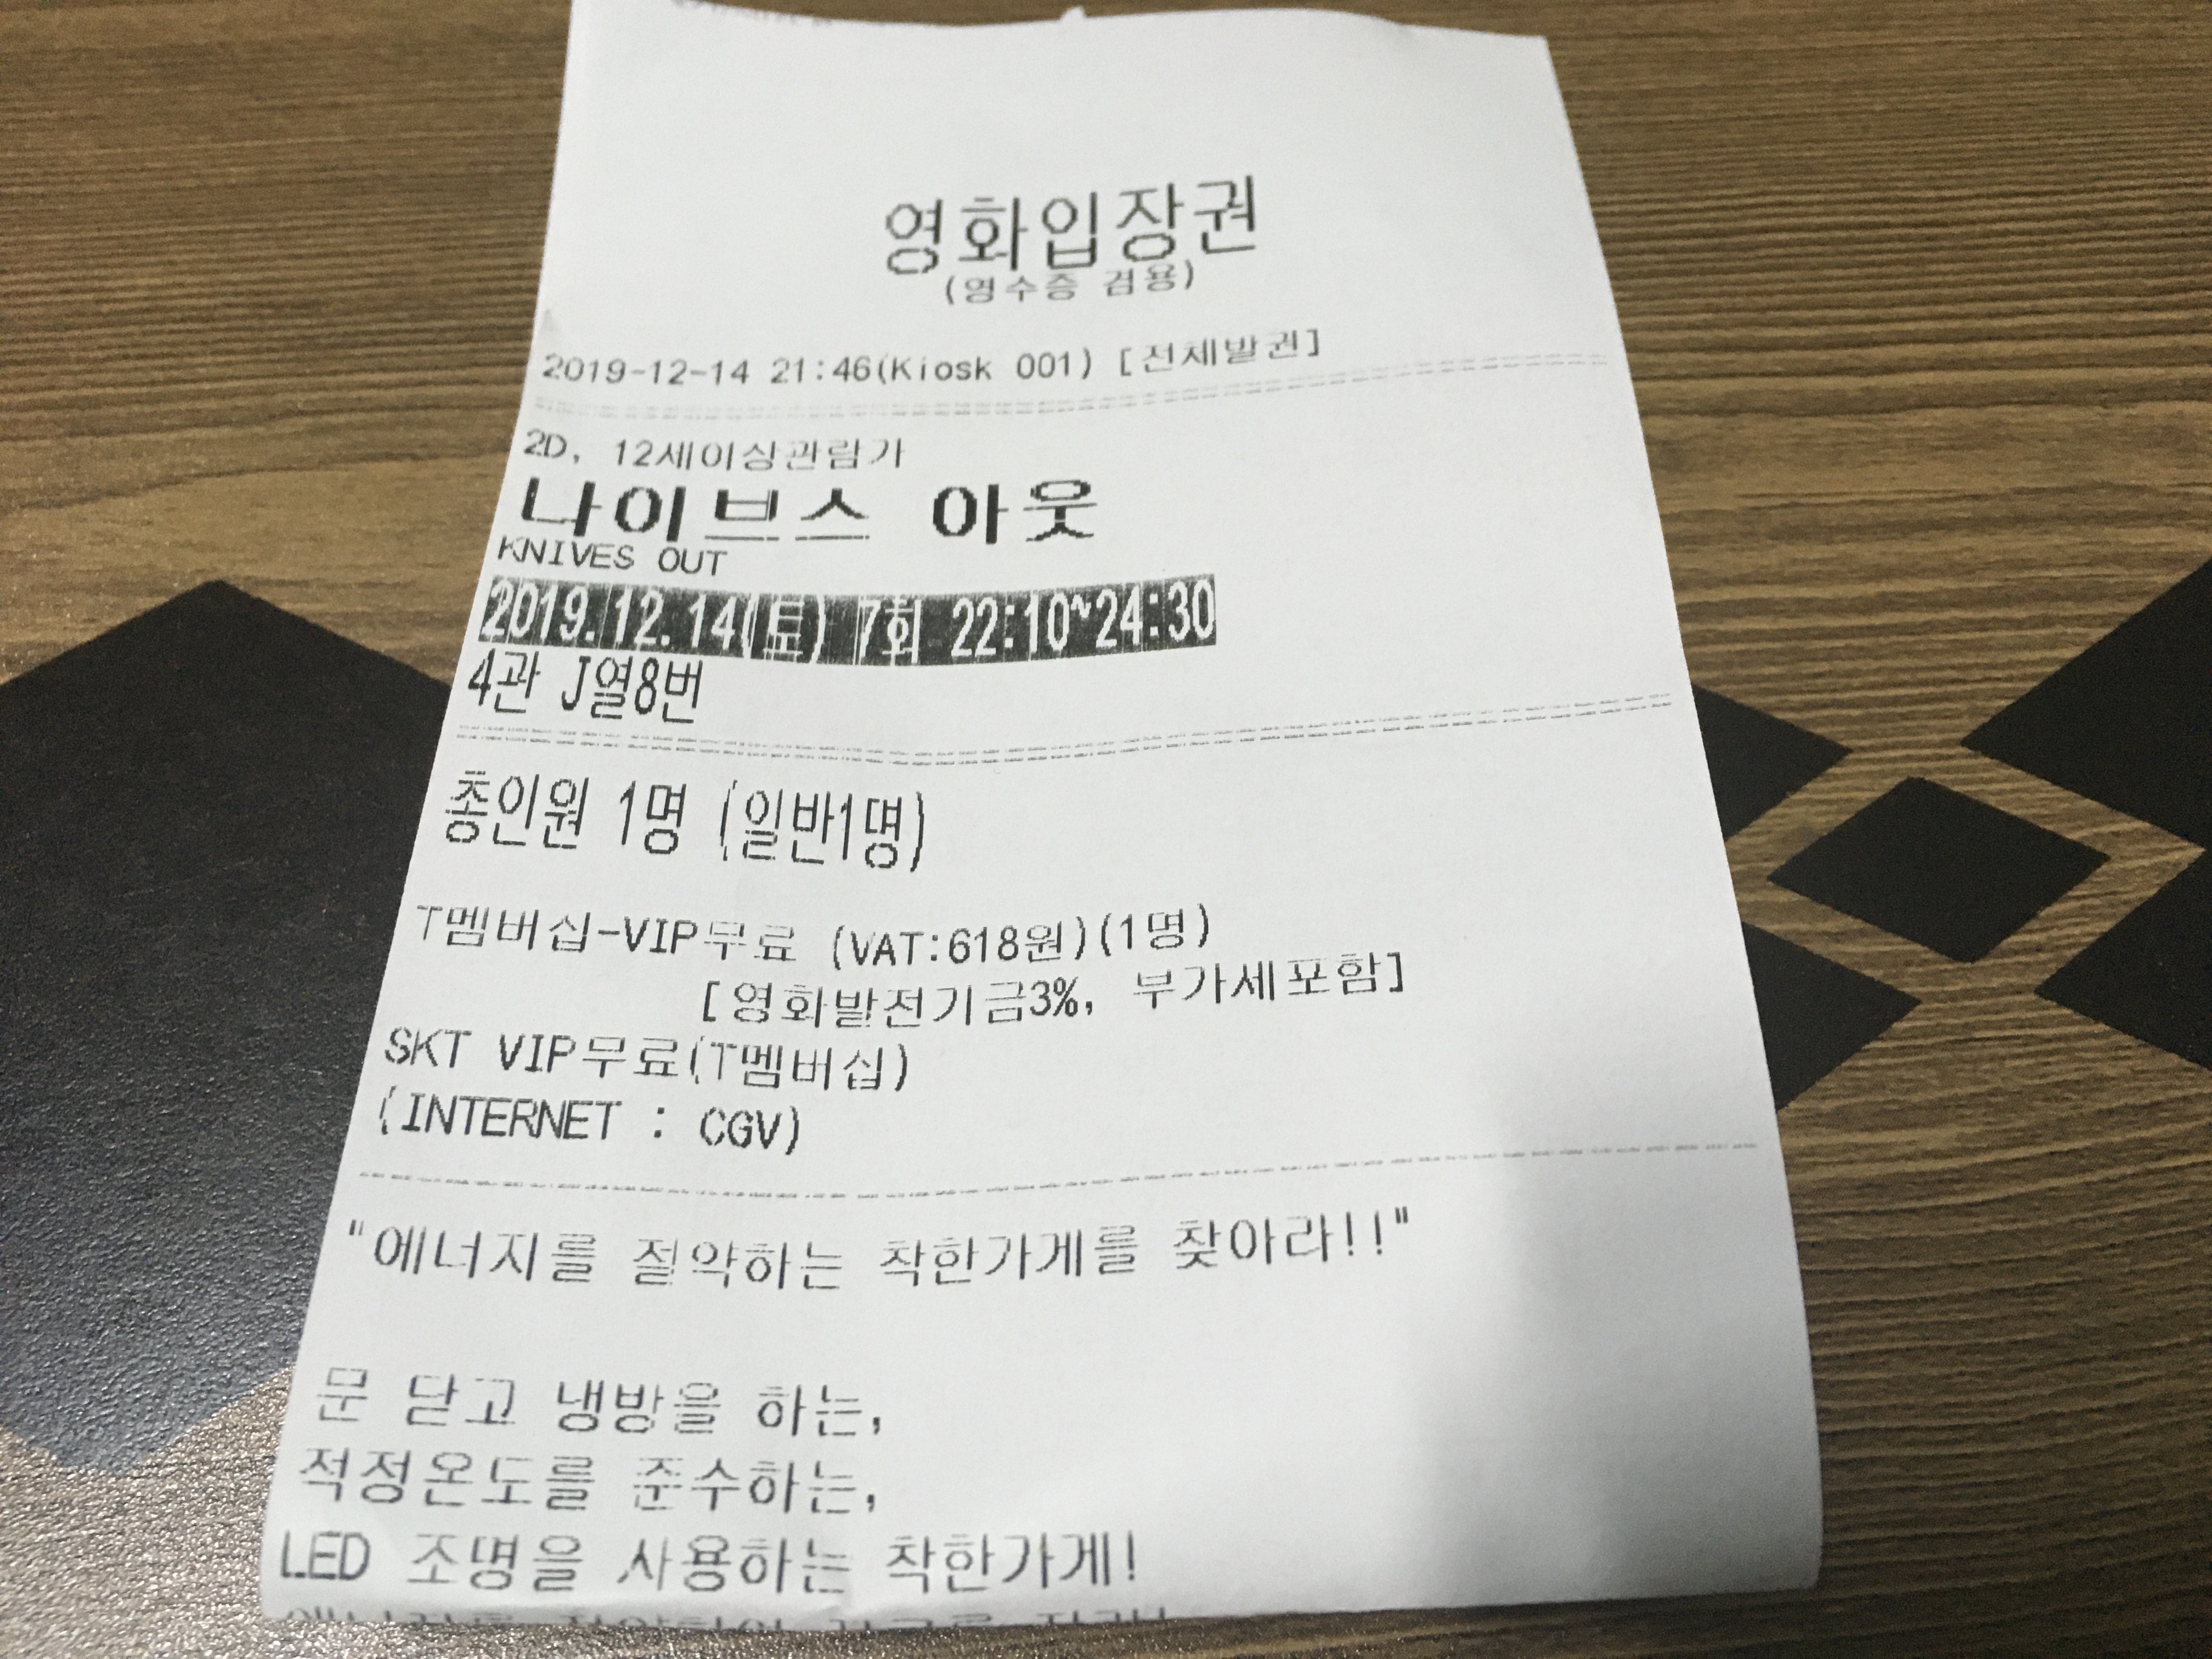 영화입장권
(영수증 겸용)
2019-12-14 21:46(Kiosk 001) [전체발권]
2D, 12세이상관람가
나이브스 아웃
KNIVES OUT
2019.12.14(토) 7회 22:10~24:30
4관 J열8번
총인원 1명 (일반1명)
T멤버십-VIP무료 (VAT:618원)(1명)
[영화발전기금3%, 부가세포함]
SKT VIP무료(T멤버십)
(INTERNET : CGV)
"에너지를 절약하는 착한가게를 찾아라!!"
문 닫고 냉방을 하는,
적정온도를 준수하는,
LED 조명을 사용하는 착한가게!